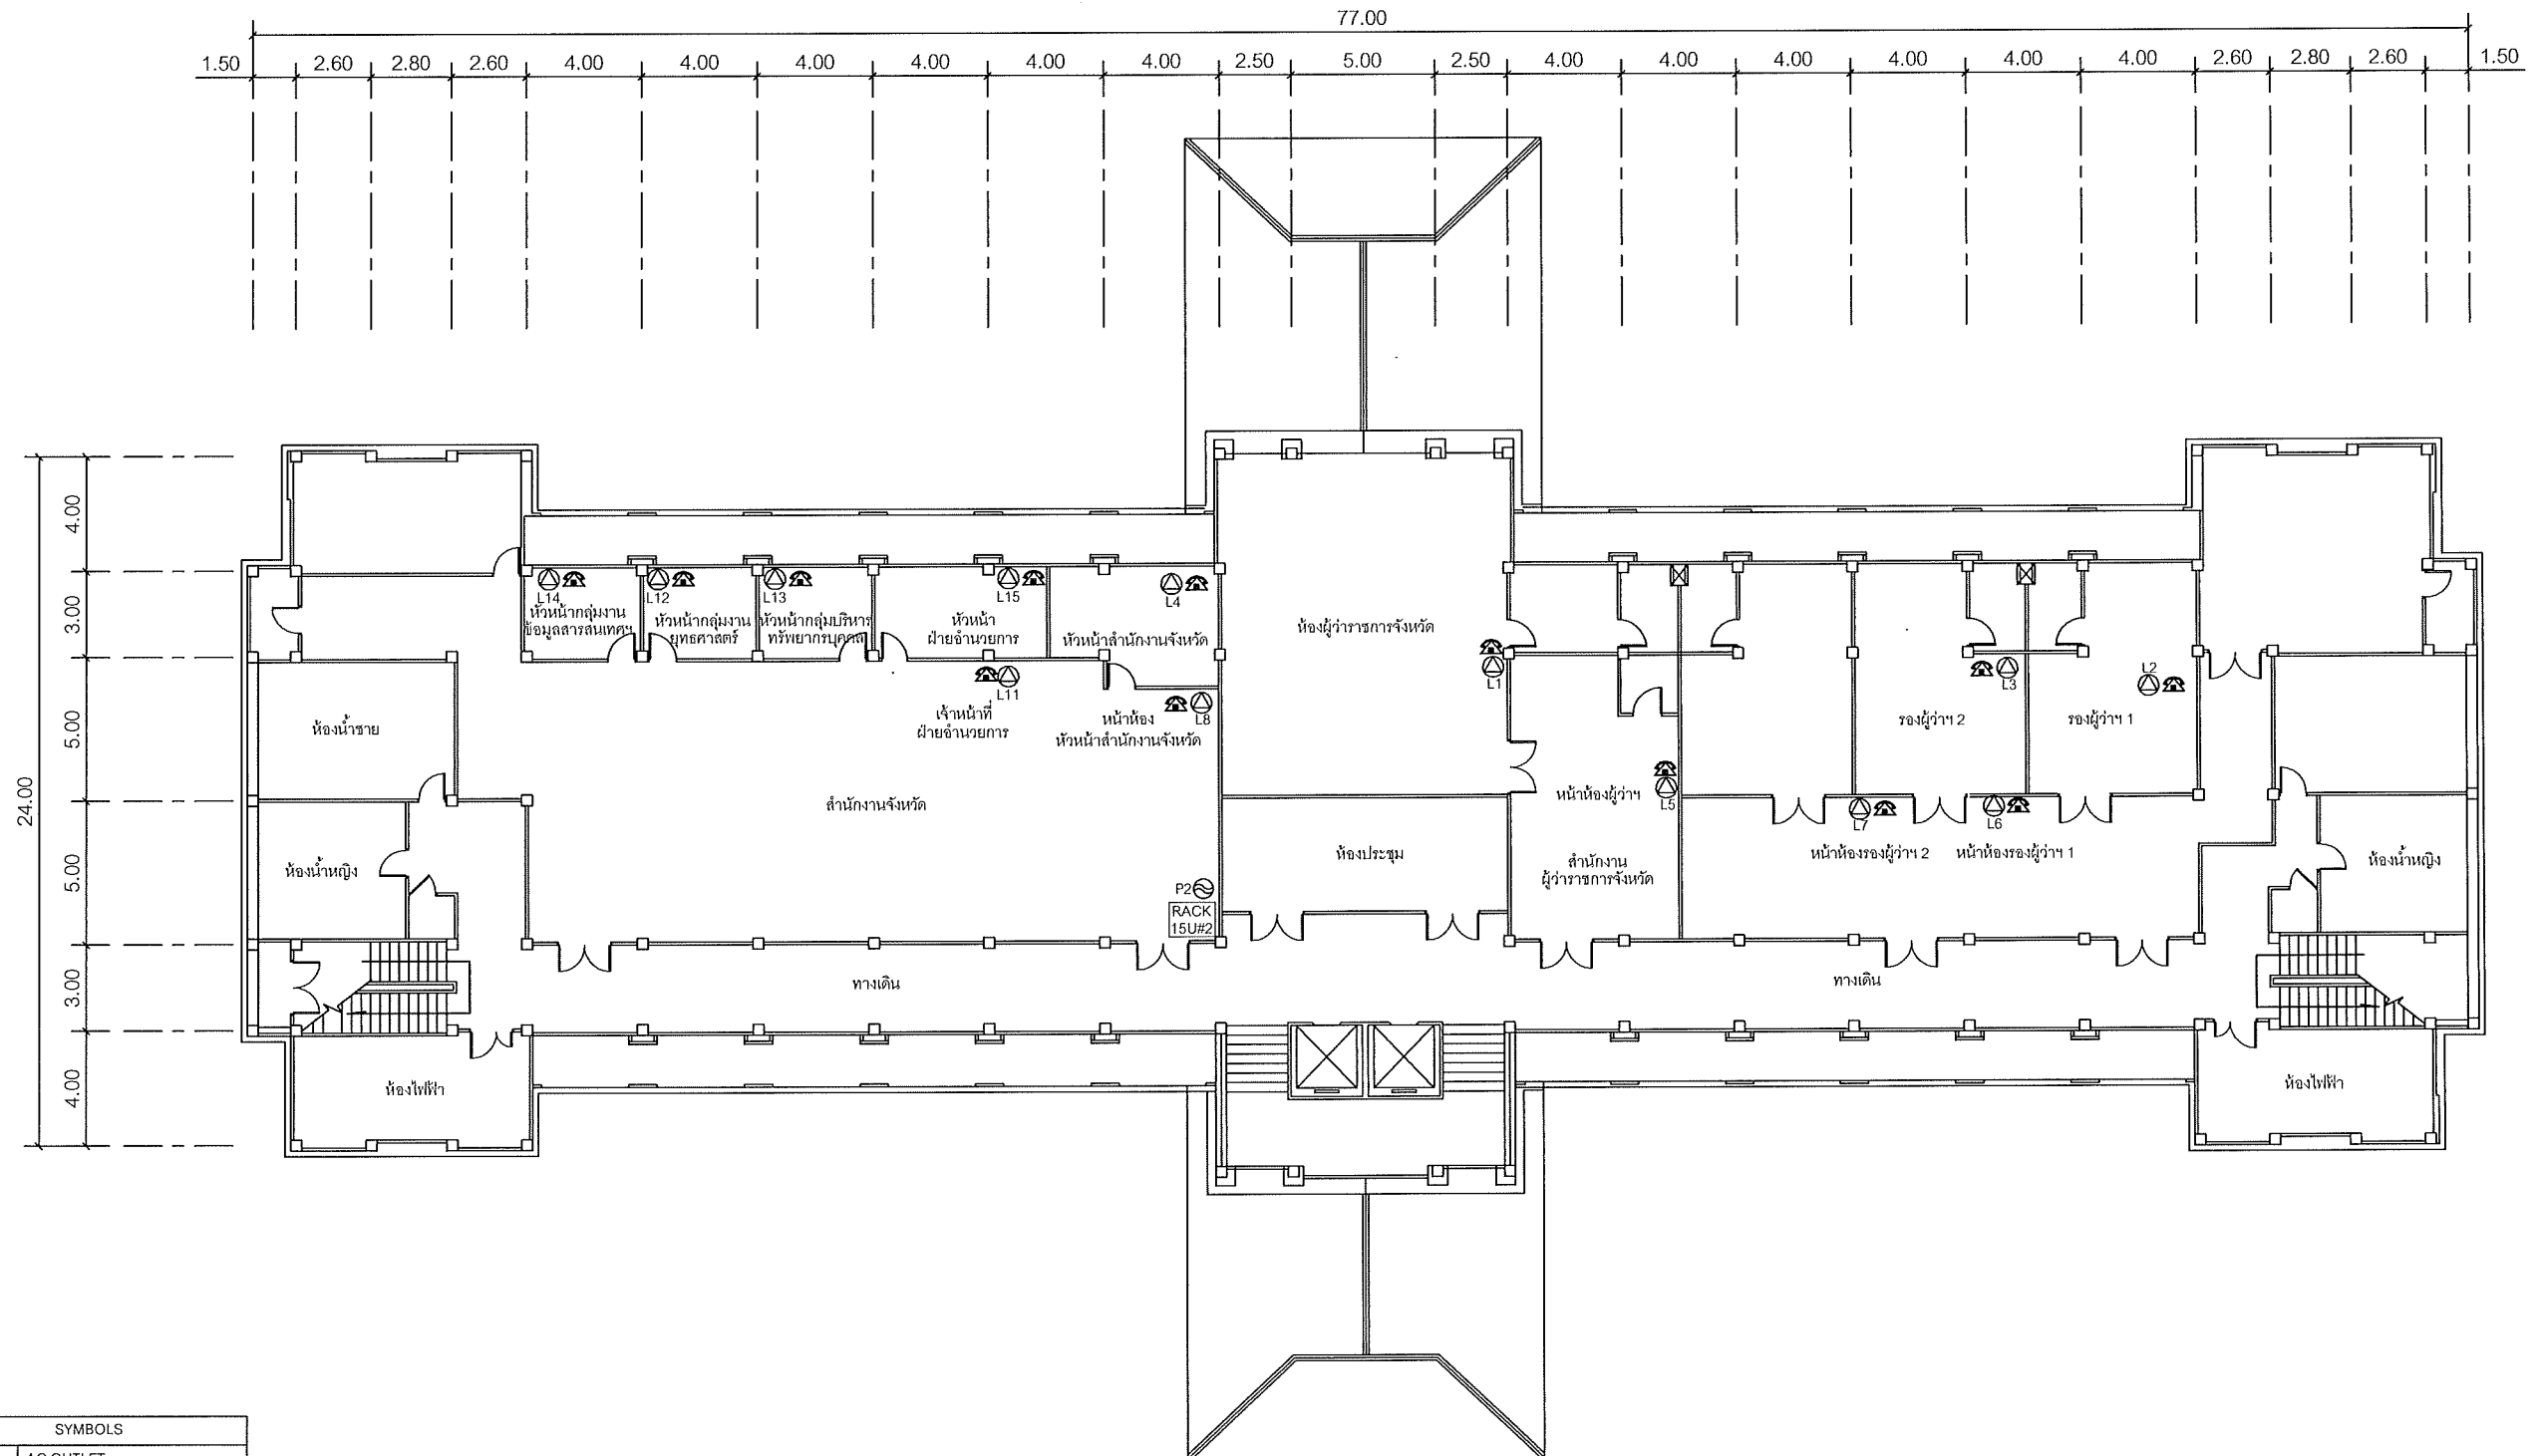 77.00
1.50 2.60 2.80 2.60 4.00 4.00 4.00 4.00 4.00 4.00 2.50 5.00 2.50 4.00 4.00 4.00 4.00 4.00 4.00 2.60 2.80 2.60 1.50
24.00
4.00
3.00
5.00
5.00
3.00
4.00
L14
หัวหน้ากลุ่มงาน
ข้อมูลสารสนเทศฯ
L12
หัวหน้ากลุ่มงาน
ยุทธศาสตร์
L13
หัวหน้ากลุ่มบริหาร
ทรัพยากรบุคคล
L15
หัวหน้า
ฝ่ายอำนวยการ
L4
หัวหน้าสำนักงานจังหวัด
ห้องผู้ว่าราชการจังหวัด
L1
L3
L2
L11
เจ้าหน้าที่
ฝ่ายอำนวยการ
L8
หน้าห้อง
หัวหน้าสำนักงานจังหวัด
รองผู้ว่าฯ 2
รองผู้ว่าฯ 1
ห้องน้ำชาย
สำนักงานจังหวัด
หน้าห้องผู้ว่าฯ
L5
L7
L6
ห้องน้ำหญิง
ห้องประชุม
สำนักงาน
ผู้ว่าราชการจังหวัด
หน้าห้องรองผู้ว่าฯ 2
หน้าห้องรองผู้ว่าฯ 1
ห้องน้ำหญิง
P2
RACK
15U#2
ทางเดิน
ทางเดิน
ห้องไฟฟ้า
ห้องไฟฟ้า
SYMBOLS
AC OUTLET